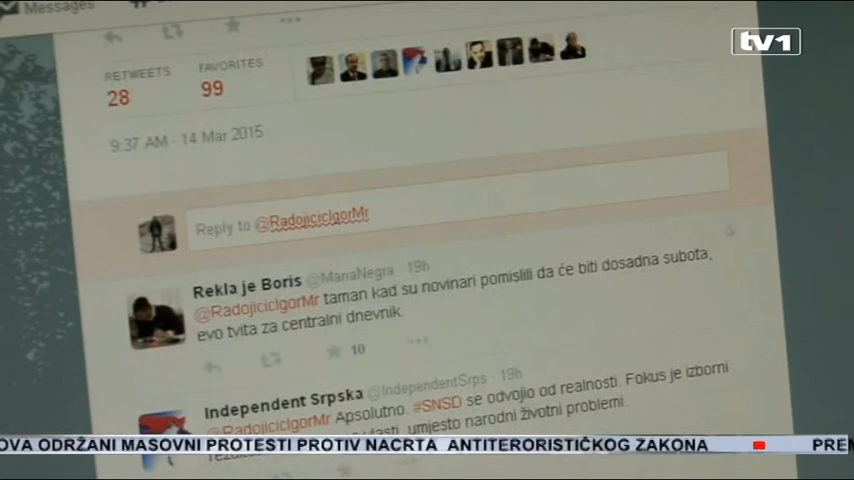 Messages
tv1
RETWEETS FAVORITES
28 99
9:37 AM - 14 Mar 2015
Reply to @RadojicicIgorMr
Rekla je Boris @ManaNegra · 19h
@RadojicicIgorMr taman kad su novinari pomislili da će biti dosadna subota,
evo tvita za centralni dnevnik.
10
Independent Srpska @IndependentSrps · 19h
@RadojicicIgorMr Apsolutno. #SNSD se odvojio od realnosti. Fokus je izborni
vlasti, umjesto narodni životni problemi.
OVA ODRŽANI MASOVNI PROTESTI PROTIV NACRTA ANTITERORISTIČKOG ZAKONA PREM